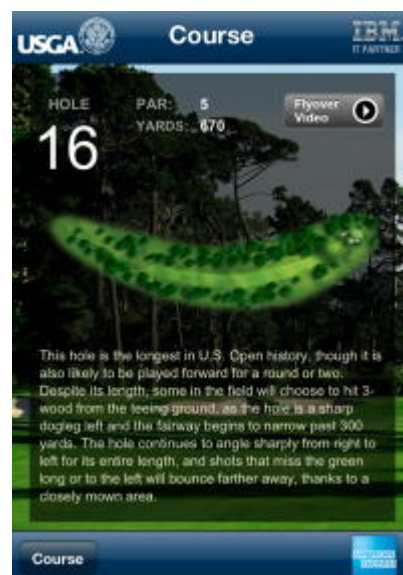 USGA
Course
IBM
IT PARTNER
HOLE
PAR: 5
Flyover
Video
YARDS: 670
16
This hole is the longest in U.S. Open history, though it is
also likely to be played forward for a round or two.
Despite its length, some in the field will choose to hit 3-
wood from the teeing ground, as the hole is a sharp
dogleg left and the fairway begins to narrow past 300
yards. The hole continues to angle sharply from right to
left for its entire length, and shots that miss the green
long or to the left will bounce farther away, thanks to a
closely mown area.
Course
AMERICAN
EXPRESS